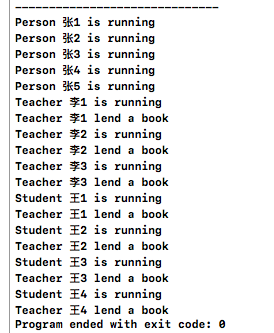 ------------------------------
Person 张1 is running
Person 张2 is running
Person 张3 is running
Person 张4 is running
Person 张5 is running
Teacher 李1 is running
Teacher 李1 lend a book
Teacher 李2 is running
Teacher 李2 lend a book
Teacher 李3 is running
Teacher 李3 lend a book
Student 王1 is running
Teacher 王1 lend a book
Student 王2 is running
Teacher 王2 lend a book
Student 王3 is running
Teacher 王3 lend a book
Student 王4 is running
Teacher 王4 lend a book
Program ended with exit code: 0